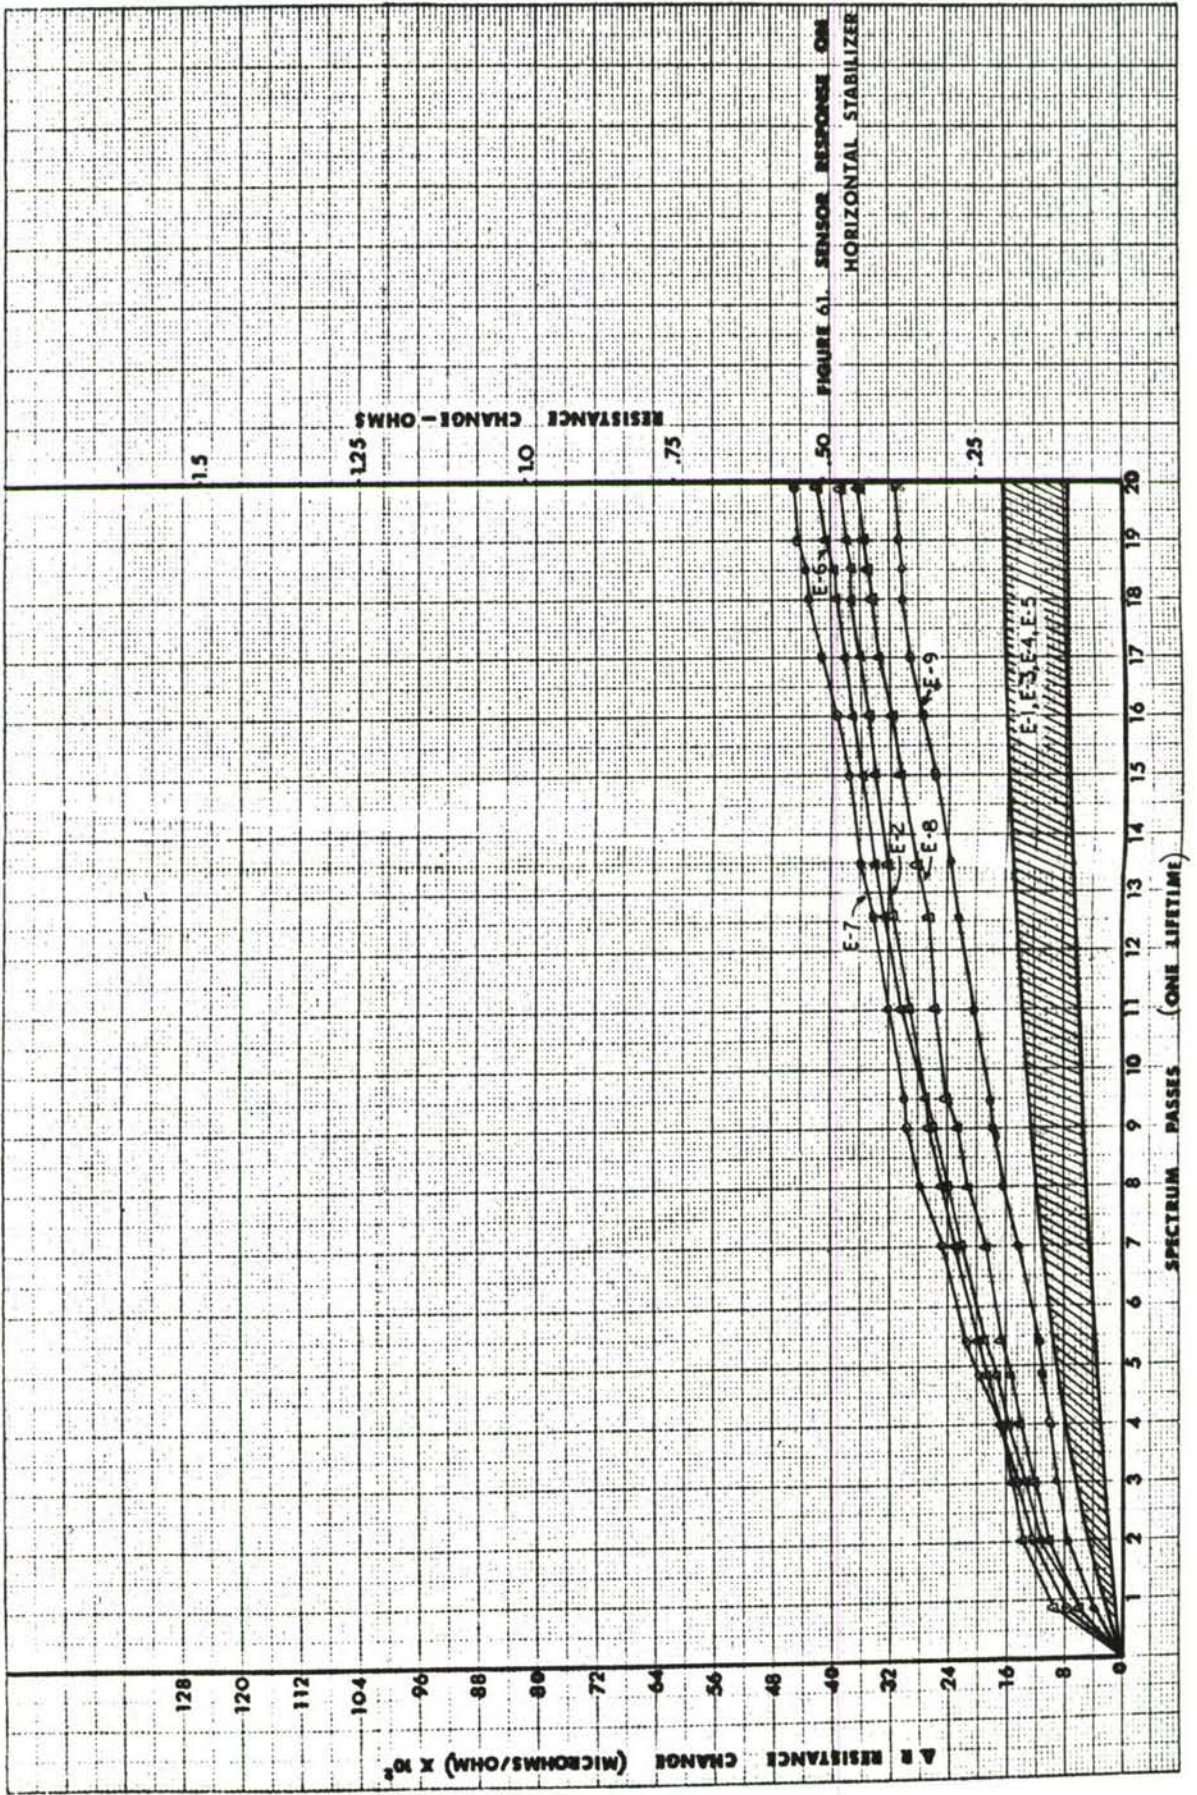 FIGURE 61. SENSOR RESPONSE ON
HORIZONTAL STABILIZER
Δ R RESISTANCE CHANGE (MICROHMS/OHM) X 10²
128
120
112
104
96
88
80
72
64
56
48
40
32
24
16
8
0
RESISTANCE CHANGE-OHMS
1.5
1.25
1.0
.75
.50
.25
E-7
E-6
E-2
E-8
E-9
E-1, E-3, E-4, E-5
1 2 3 4 5 6 7 8 9 10 11 12 13 14 15 16 17 18 19 20
SPECTRUM PASSES (ONE LIFETIME)